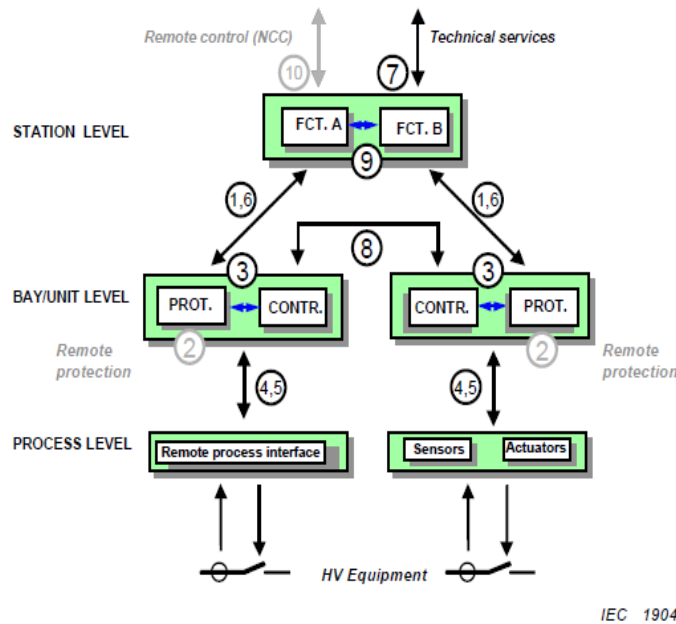 Remote control (NCC)
Technical services
10
7
FCT. A
FCT. B
STATION LEVEL
9
1,6
1,6
8
3
3
BAY/UNIT LEVEL
PROT.
CONTR.
CONTR.
PROT.
2
2
Remote
protection
Remote
protection
4,5
4,5
PROCESS LEVEL
Remote process interface
Sensors
Actuators
HV Equipment
IEC 1904